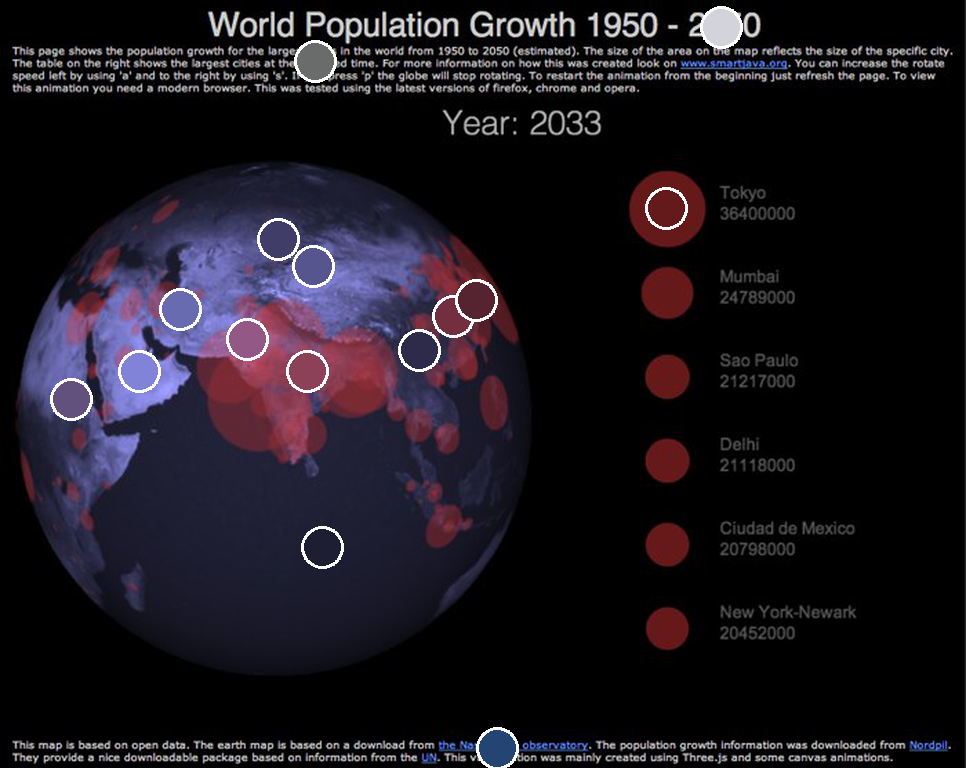 World Population Growth 1950 - 2 0
This page shows the population growth for the large in the world from 1950 to 2050 (estimated). The size of the area on the map reflects the size of the specific city.
The table on the right shows the largest cities at the d time. For more information on how this was created look on www.smartjava.org. You can increase the rotate
speed left by using 'a' and to the right by using 's'. ress 'p' the globe will stop rotating. To restart the animation from the beginning just refresh the page. To view
this animation you need a modern browser. This was tested using the latest versions of firefox, chrome and opera.
Year: 2033
Tokyo
36400000
Mumbai
24789000
Sao Paulo
21217000
Delhi
21118000
Ciudad de Mexico
20798000
New York-Newark
20452000
This map is based on open data. The earth map is based on a download from the Na observatory. The population growth information was downloaded from Nordpil.
They provide a nice downloadable package based on information from the UN. This v tion was mainly created using Three.js and some canvas animations.